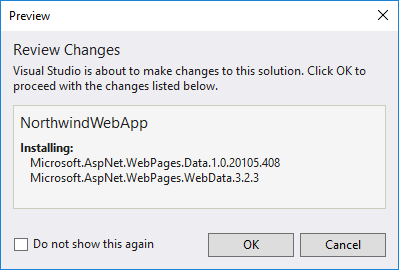 Preview
Review Changes
Visual Studio is about to make changes to this solution. Click OK to
proceed with the changes listed below.
NorthwindWebApp
Installing:
Microsoft.AspNet.WebPages.Data.1.0.20105.408
Microsoft.AspNet.WebPages.WebData.3.2.3
Do not show this again
OK
Cancel